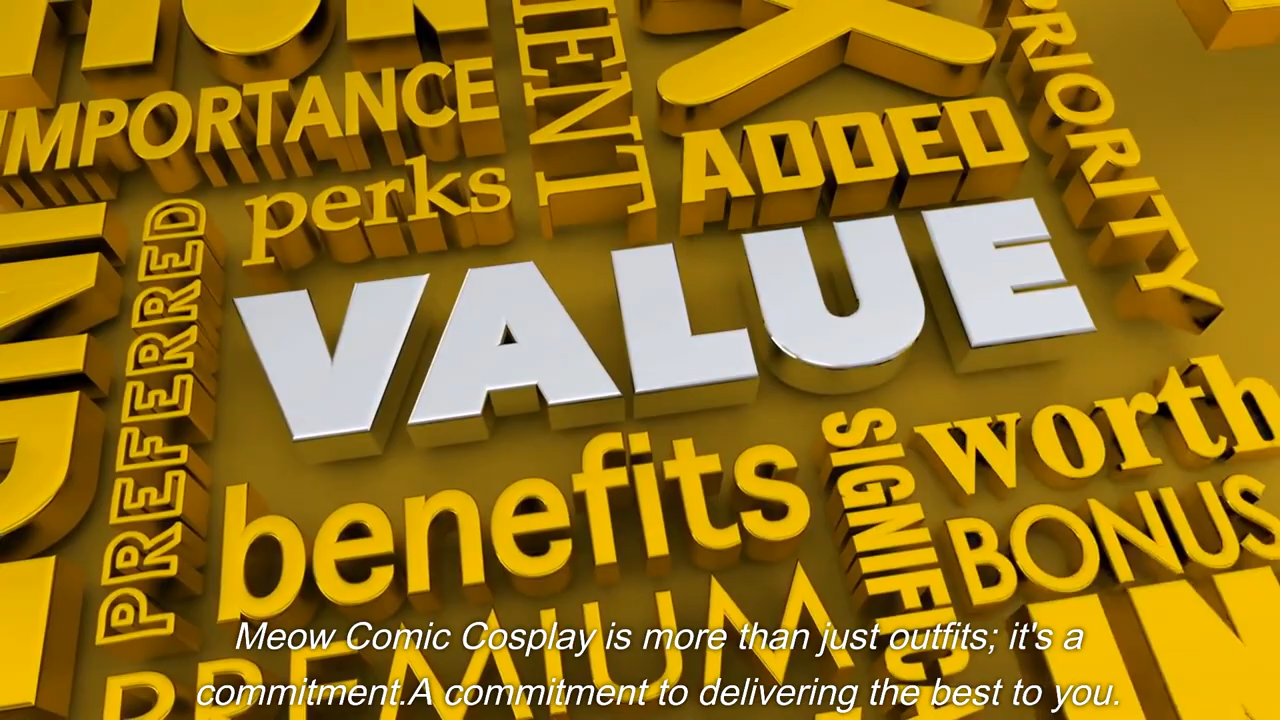 IMPORTANCE
perks
ADDED
PRIORITY
PREFERRED
VALUE
benefits
worth
BONUS
PREMIUM
Meow Comic Cosplay is more than just outfits; it's a
commitment.A commitment to delivering the best to you.